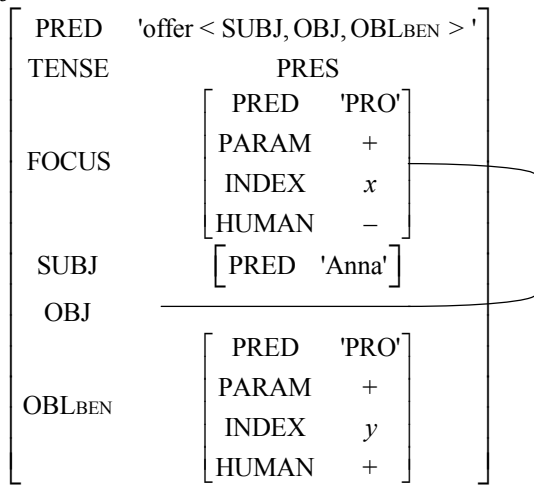 PRED 'offer < SUBJ, OBJ, OBLBEN > '
TENSE PRES
FOCUS
PRED 'PRO'
PARAM +
INDEX x
HUMAN –
SUBJ [PRED 'Anna']
OBJ
OBLBEN
PRED 'PRO'
PARAM +
INDEX y
HUMAN +